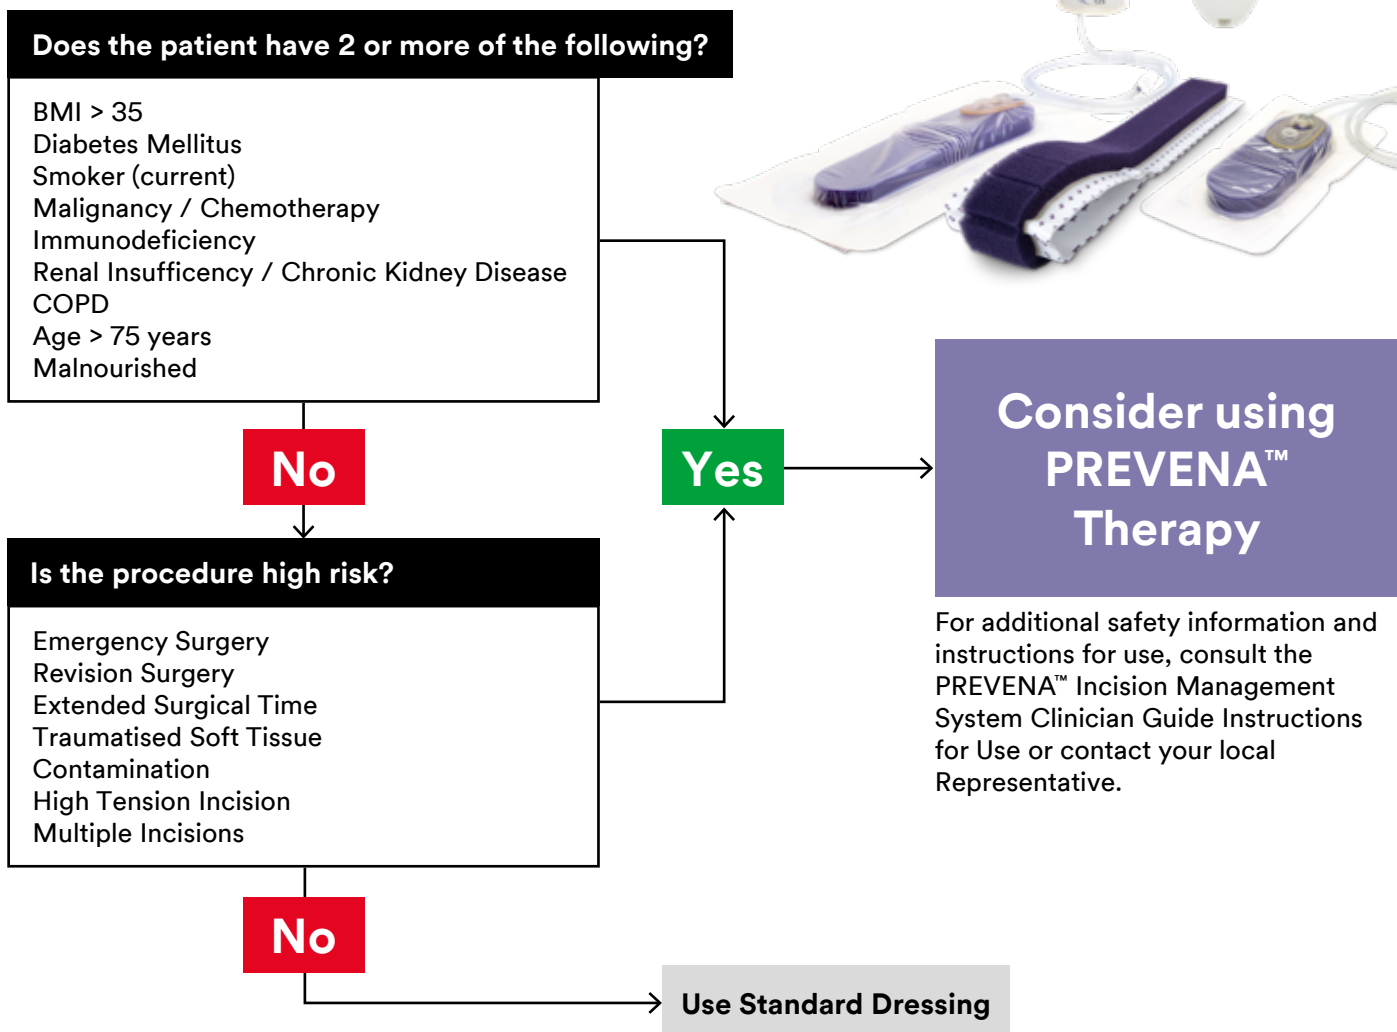 Does the patient have 2 or more of the following?
BMI > 35
Diabetes Mellitus
Smoker (current)
Malignancy / Chemotherapy
Immunodeficiency
Renal Insufficency / Chronic Kidney Disease
COPD
Age > 75 years
Malnourished
No
Yes
Consider using
PREVENA™
Therapy
For additional safety information and
instructions for use, consult the
PREVENA™ Incision Management
System Clinician Guide Instructions
for Use or contact your local
Representative.
Is the procedure high risk?
Emergency Surgery
Revision Surgery
Extended Surgical Time
Traumatised Soft Tissue
Contamination
High Tension Incision
Multiple Incisions
No
Use Standard Dressing